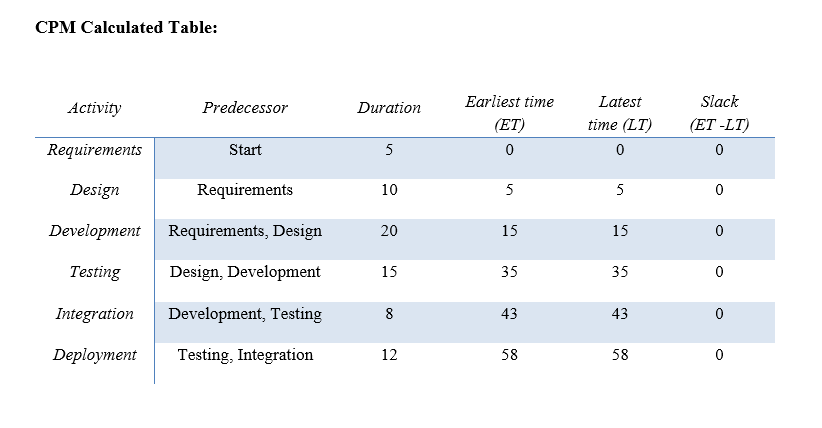 CPM Calculated Table:
Activity Predecessor Duration Earliest time (ET) Latest time (LT) Slack (ET -LT)
Requirements Start 5 0 0 0
Design Requirements 10 5 5 0
Development Requirements, Design 20 15 15 0
Testing Design, Development 15 35 35 0
Integration Development, Testing 8 43 43 0
Deployment Testing, Integration 12 58 58 0